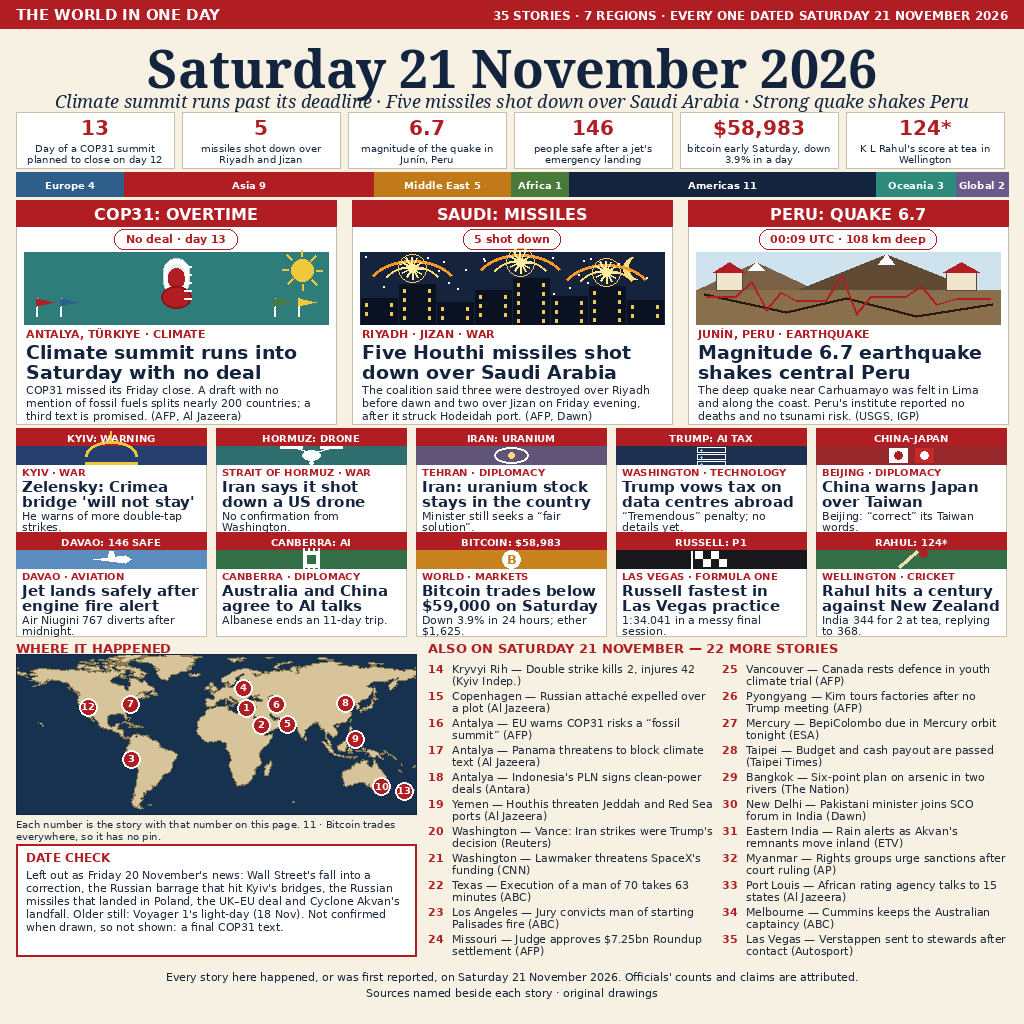 THE WORLD IN ONE DAY
35 STORIES · 7 REGIONS · EVERY ONE DATED SATURDAY 21 NOVEMBER 2026
Saturday 21 November 2026
Climate summit runs past its deadline · Five missiles shot down over Saudi Arabia · Strong quake shakes Peru
13
Day of a COP31 summit
planned to close on day 12
5
missiles shot down over
Riyadh and Jizan
6.7
magnitude of the quake in
Junín, Peru
146
people safe after a jet's
emergency landing
$58,983
bitcoin early Saturday, down
3.9% in a day
124*
K L Rahul's score at tea in
Wellington
Europe 4
Asia 9
Middle East 5
Africa 1
Americas 11
Oceania 3
Global 2
COP31: OVERTIME
No deal · day 13
ANTALYA, TÜRKIYE · CLIMATE
Climate summit runs into
Saturday with no deal
COP31 missed its Friday close. A draft with no
mention of fossil fuels splits nearly 200 countries; a
third text is promised. (AFP, Al Jazeera)
SAUDI: MISSILES
5 shot down
RIYADH · JIZAN · WAR
Five Houthi missiles shot
down over Saudi Arabia
The coalition said three were destroyed over Riyadh
before dawn and two over Jizan on Friday evening,
after it struck Hodeidah port. (AFP, Dawn)
PERU: QUAKE 6.7
00:09 UTC · 108 km deep
JUNÍN, PERU · EARTHQUAKE
Magnitude 6.7 earthquake
shakes central Peru
The deep quake near Carhuamayo was felt in Lima
and along the coast. Peru's institute reported no
deaths and no tsunami risk. (USGS, IGP)
KYIV: WARNING
KYIV · WAR
Zelensky: Crimea
bridge 'will not stay'
He warns of more double-tap
strikes.
HORMUZ: DRONE
STRAIT OF HORMUZ · WAR
Iran says it shot
down a US drone
No confirmation from
Washington.
IRAN: URANIUM
TEHRAN · DIPLOMACY
Iran: uranium stock
stays in the country
Minister still seeks a “fair
solution”.
TRUMP: AI TAX
WASHINGTON · TECHNOLOGY
Trump vows tax on
data centres abroad
“Tremendous” penalty; no
details yet.
CHINA–JAPAN
BEIJING · DIPLOMACY
China warns Japan
over Taiwan
Beijing: “correct” its Taiwan
words.
DAVAO: 146 SAFE
DAVAO · AVIATION
Jet lands safely after
engine fire alert
Air Niugini 767 diverts after
midnight.
CANBERRA: AI
CANBERRA · DIPLOMACY
Australia and China
agree to AI talks
Albanese ends an 11-day trip.
BITCOIN: $58,983
B
WORLD · MARKETS
Bitcoin trades below
$59,000 on Saturday
Down 3.9% in 24 hours; ether
$1,625.
RUSSELL: P1
LAS VEGAS · FORMULA ONE
Russell fastest in
Las Vegas practice
1:34.041 in a messy final
session.
RAHUL: 124*
WELLINGTON · CRICKET
Rahul hits a century
against New Zealand
India 344 for 2 at tea, replying
to 368.
WHERE IT HAPPENED
4
12
7
1
6
8
2
5
9
3
10
13
Each number is the story with that number on this page. 11 · Bitcoin trades
everywhere, so it has no pin.
DATE CHECK
Left out as Friday 20 November's news: Wall Street's fall into a
correction, the Russian barrage that hit Kyiv's bridges, the Russian
missiles that landed in Poland, the UK–EU deal and Cyclone Akvan's
landfall. Older still: Voyager 1's light-day (18 Nov). Not confirmed
when drawn, so not shown: a final COP31 text.
ALSO ON SATURDAY 21 NOVEMBER — 22 MORE STORIES
14 Kryvyi Rih — Double strike kills 2, injures 42
(Kyiv Indep.)
15 Copenhagen — Russian attaché expelled over
a plot (Al Jazeera)
16 Antalya — EU warns COP31 risks a “fossil
summit” (AFP)
17 Antalya — Panama threatens to block climate
text (Al Jazeera)
18 Antalya — Indonesia's PLN signs clean-power
deals (Antara)
19 Yemen — Houthis threaten Jeddah and Red Sea
ports (Al Jazeera)
20 Washington — Vance: Iran strikes were Trump's
decision (Reuters)
21 Washington — Lawmaker threatens SpaceX's
funding (CNN)
22 Texas — Execution of a man of 70 takes 63
minutes (ABC)
23 Los Angeles — Jury convicts man of starting
Palisades fire (ABC)
24 Missouri — Judge approves $7.25bn Roundup
settlement (AFP)
25 Vancouver — Canada rests defence in youth
climate trial (AFP)
26 Pyongyang — Kim tours factories after no
Trump meeting (AFP)
27 Mercury — BepiColombo due in Mercury orbit
tonight (ESA)
28 Taipei — Budget and cash payout are passed
(Taipei Times)
29 Bangkok — Six-point plan on arsenic in two
rivers (The Nation)
30 New Delhi — Pakistani minister joins SCO
forum in India (Dawn)
31 Eastern India — Rain alerts as Akvan's
remnants move inland (ETV)
32 Myanmar — Rights groups urge sanctions after
court ruling (AP)
33 Port Louis — African rating agency talks to 15
states (Al Jazeera)
34 Melbourne — Cummins keeps the Australian
captaincy (ABC)
35 Las Vegas — Verstappen sent to stewards after
contact (Autosport)
Every story here happened, or was first reported, on Saturday 21 November 2026. Officials' counts and claims are attributed.
Sources named beside each story · original drawings